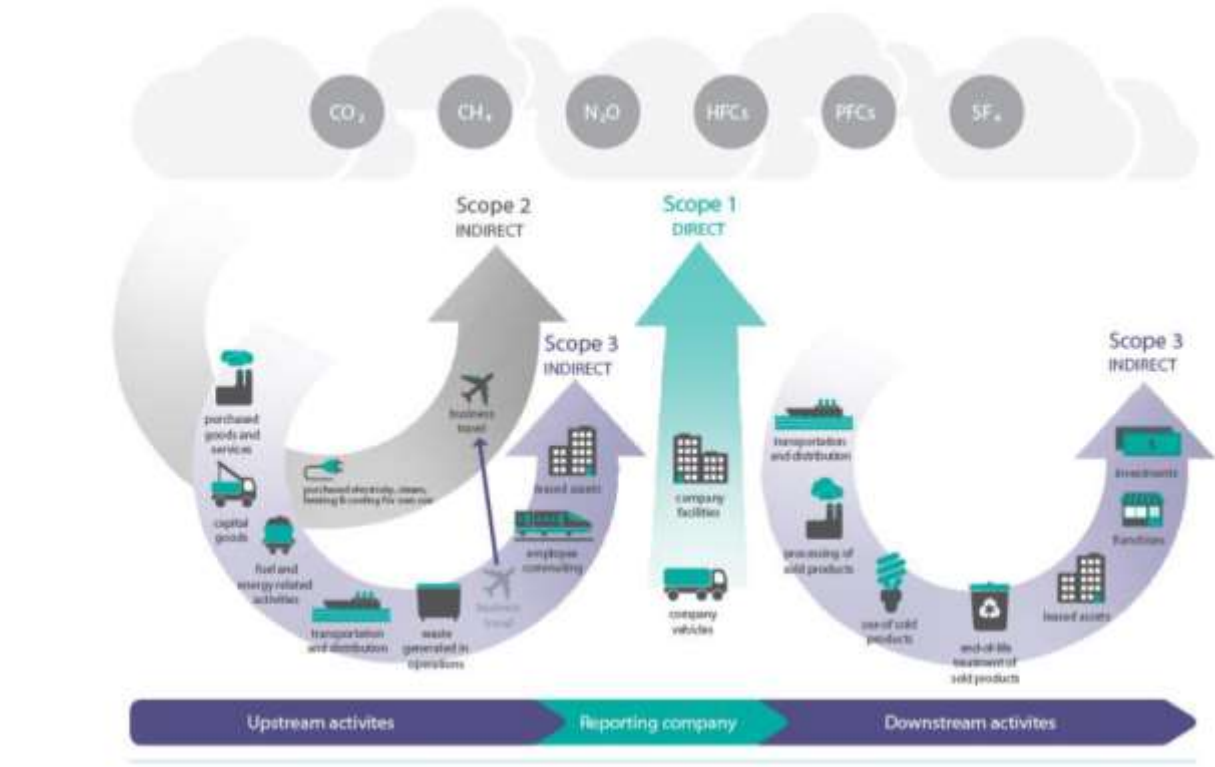 CO₂
CH₄
N₂O
HFCs
PFCs
SF₆
Scope 2
INDIRECT
Scope 1
DIRECT
Scope 3
INDIRECT
Scope 3
INDIRECT
purchased
goods and
services
capital
goods
fuel and
energy related
activities
transportation
and distribution
waste
generated in
operations
business
travel
purchased electricity, steam,
heating & cooling for own use
business
travel
employee
commuting
leased assets
company
facilities
company
vehicles
transportation
and distribution
processing of
sold products
use of sold
products
end-of-life
treatment of
sold products
leased assets
franchises
investments
Upstream activites
Reporting company
Downstream activites